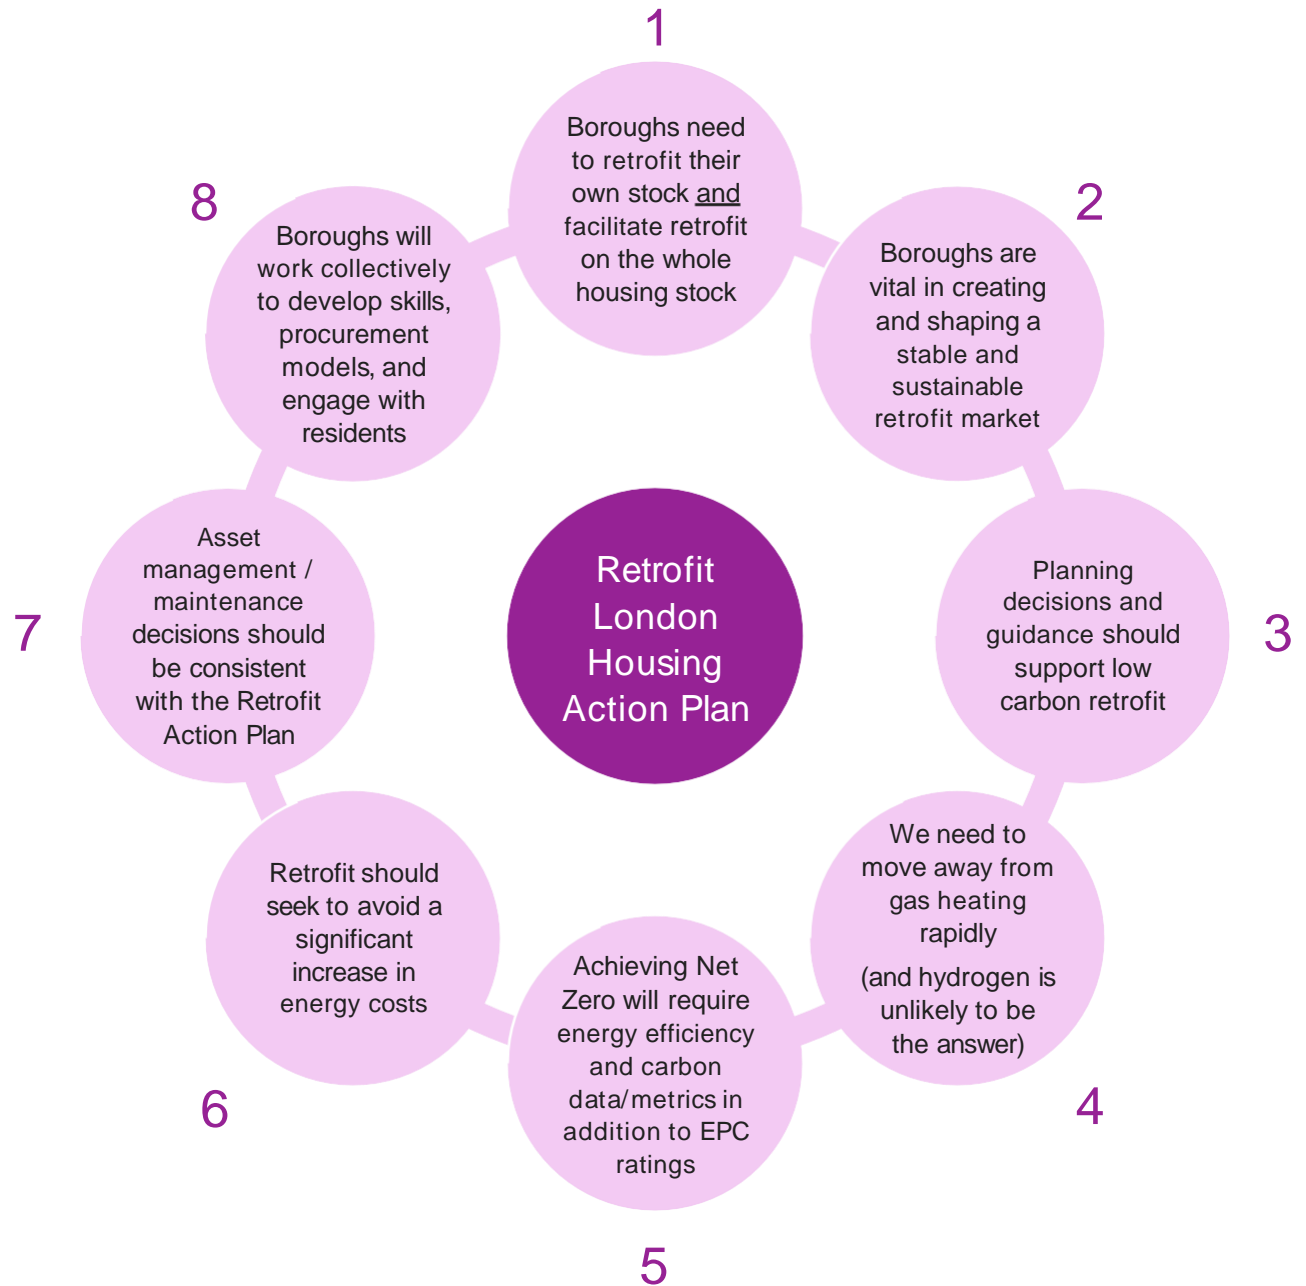 1
Boroughs need
to retrofit their
own stock and
facilitate retrofit
on the whole
housing stock
2
Boroughs are
vital in creating
and shaping a
stable and
sustainable
retrofit market
3
Planning
decisions and
guidance should
support low
carbon retrofit
4
We need to
move away from
gas heating
rapidly
(and hydrogen is
unlikely to be
the answer)
5
Achieving Net
Zero will require
energy efficiency
and carbon
data/metrics in
addition to EPC
ratings
6
Retrofit should
seek to avoid a
significant
increase in
energy costs
7
Asset
management /
maintenance
decisions should
be consistent
with the Retrofit
Action Plan
8
Boroughs will
work collectively
to develop skills,
procurement
models, and
engage with
residents
Retrofit
London
Housing
Action Plan